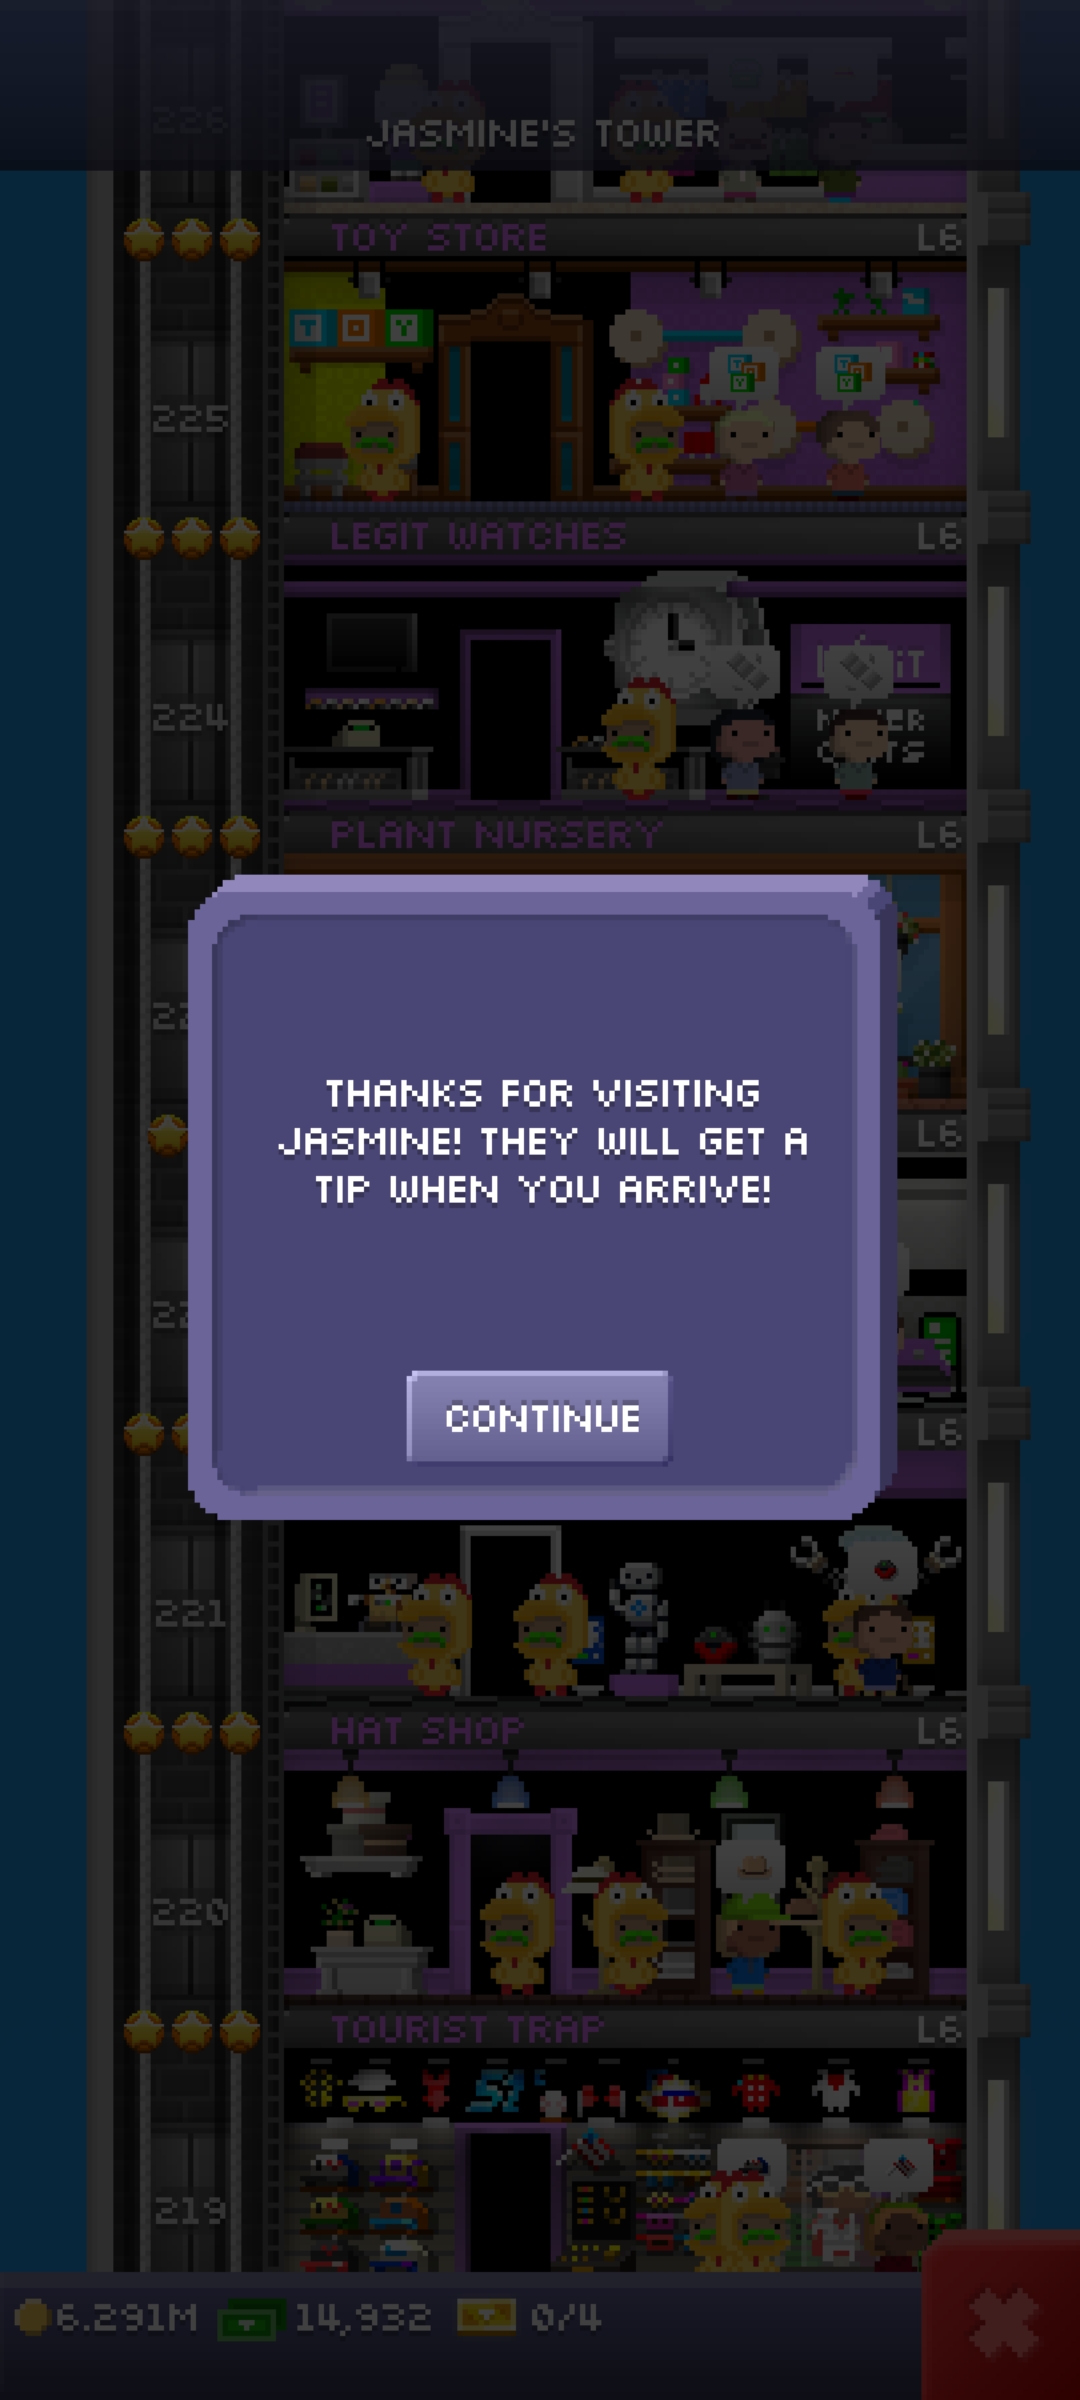 226
JASMINE'S TOWER
TOY STORE L6
TOY
225
LEGIT WATCHES L6
224
PLANT NURSERY L6
THANKS FOR VISITING
JASMINE! THEY WILL GET A
TIP WHEN YOU ARRIVE!
L6
CONTINUE
L6
221
HAT SHOP L6
220
TOURIST TRAP L6
219
6.291M 14,932 0/4